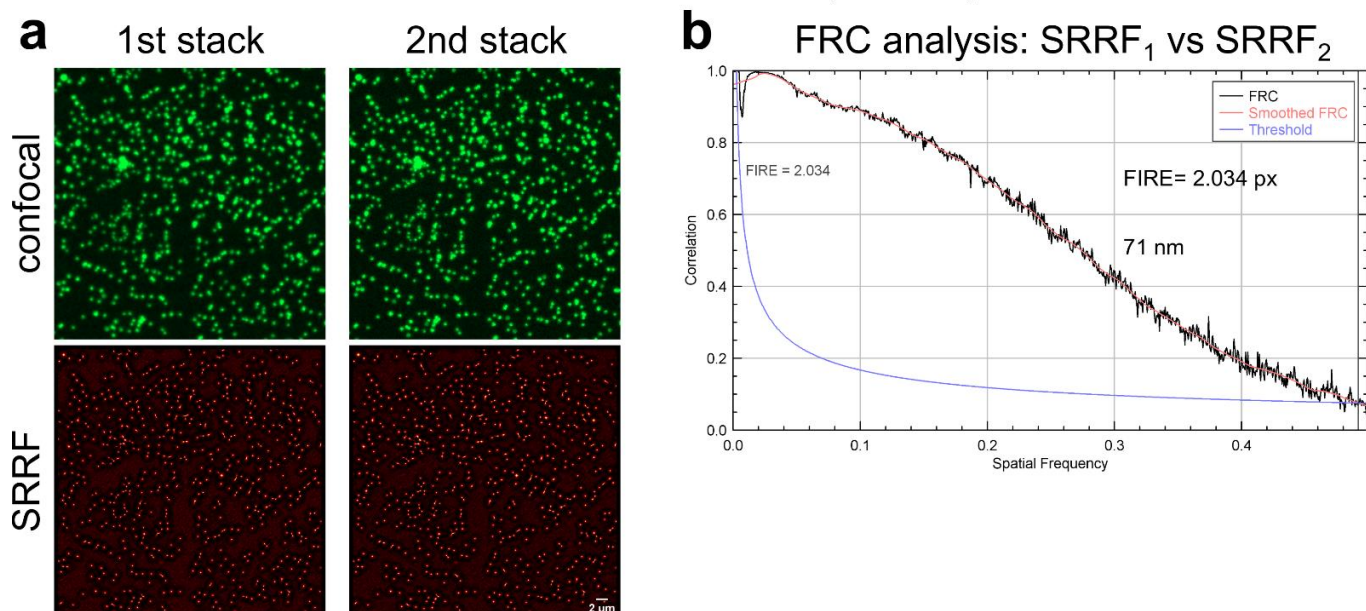 a
1st stack
2nd stack
confocal
SRRF
2 um
b
FRC analysis: SRRF₁ vs SRRF₂
1.0
0.8
0.6
0.4
0.2
0.0
Correlation
FIRE = 2.034
FRC
Smoothed FRC
Threshold
FIRE= 2.034 px
71 nm
0.0
0.1
0.2
0.3
0.4
Spatial Frequency